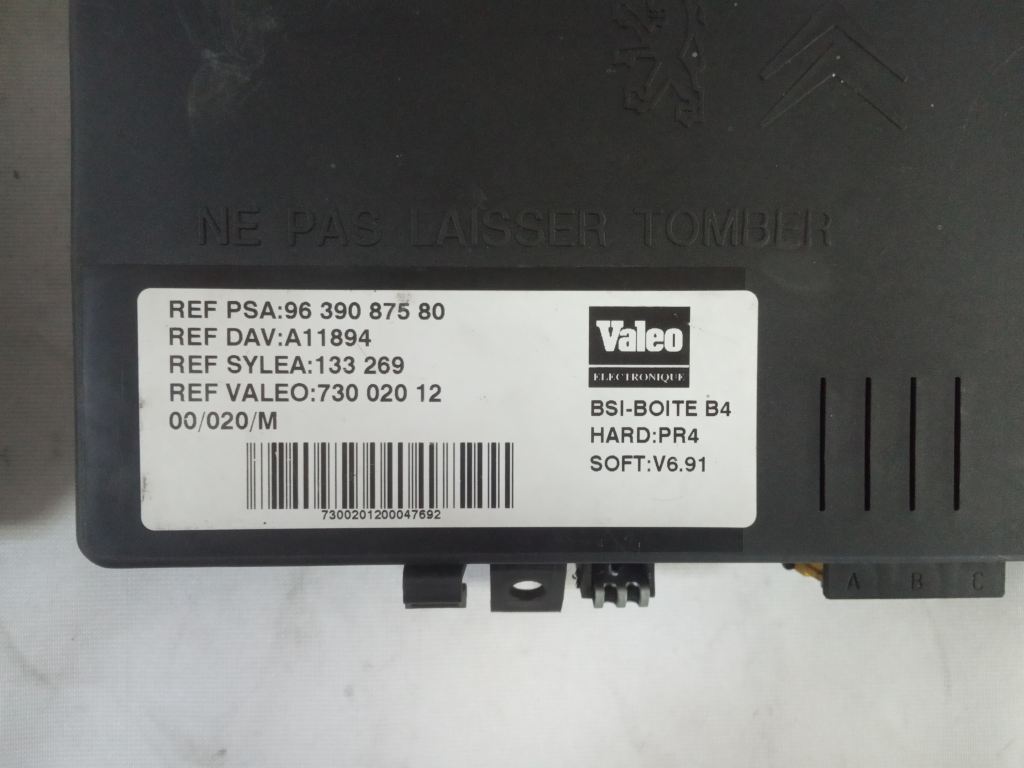 NE PAS LAISSER TOMBER
REF PSA:96 390 875 80
REF DAV:A11894
REF SYLEA:133 269
REF VALEO:730 020 12
00/020/M
7300201200047692
Valeo
ELECTRONIQUE
BSI-BOITE B4
HARD:PR4
SOFT:V6.91
A B C